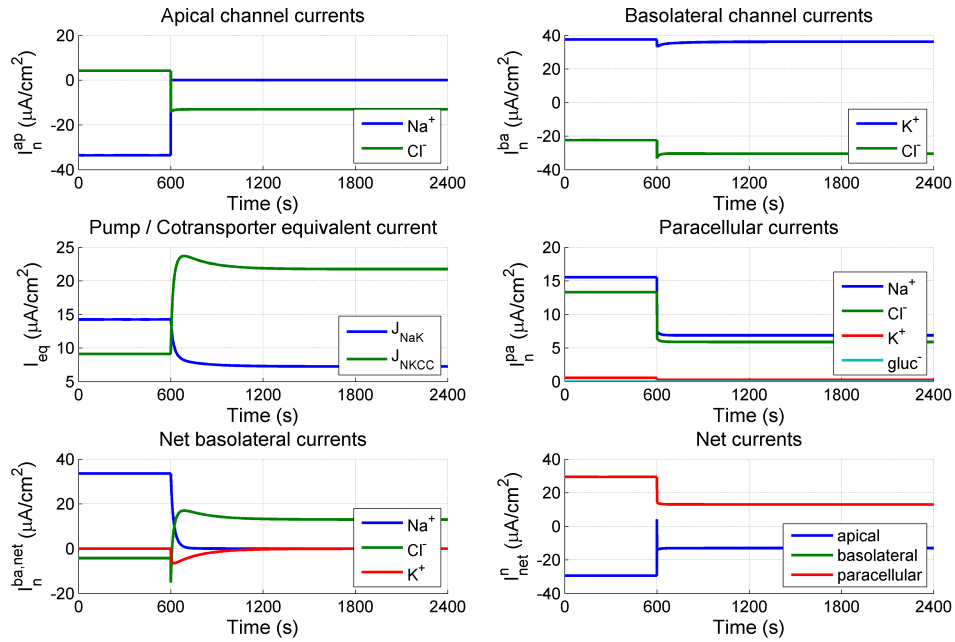 Apical channel currents
I_n^ap (μA/cm²)
20
0
-20
-40
Na⁺
Cl⁻
0 600 1200 1800 2400
Time (s)
Basolateral channel currents
I_n^ba (μA/cm²)
40
20
0
-20
-40
K⁺
Cl⁻
0 600 1200 1800 2400
Time (s)
Pump / Cotransporter equivalent current
I_eq (μA/cm²)
25
20
15
10
5
J_NaK
J_NKCC
0 600 1200 1800 2400
Time (s)
Paracellular currents
I_n^pa (μA/cm²)
15
10
5
0
Na⁺
Cl⁻
K⁺
gluc⁻
0 600 1200 1800 2400
Time (s)
Net basolateral currents
I_n^ba,net (μA/cm²)
40
20
0
-20
Na⁺
Cl⁻
K⁺
0 600 1200 1800 2400
Time (s)
Net currents
I_net^n (μA/cm²)
40
20
0
-20
-40
apical
basolateral
paracellular
0 600 1200 1800 2400
Time (s)